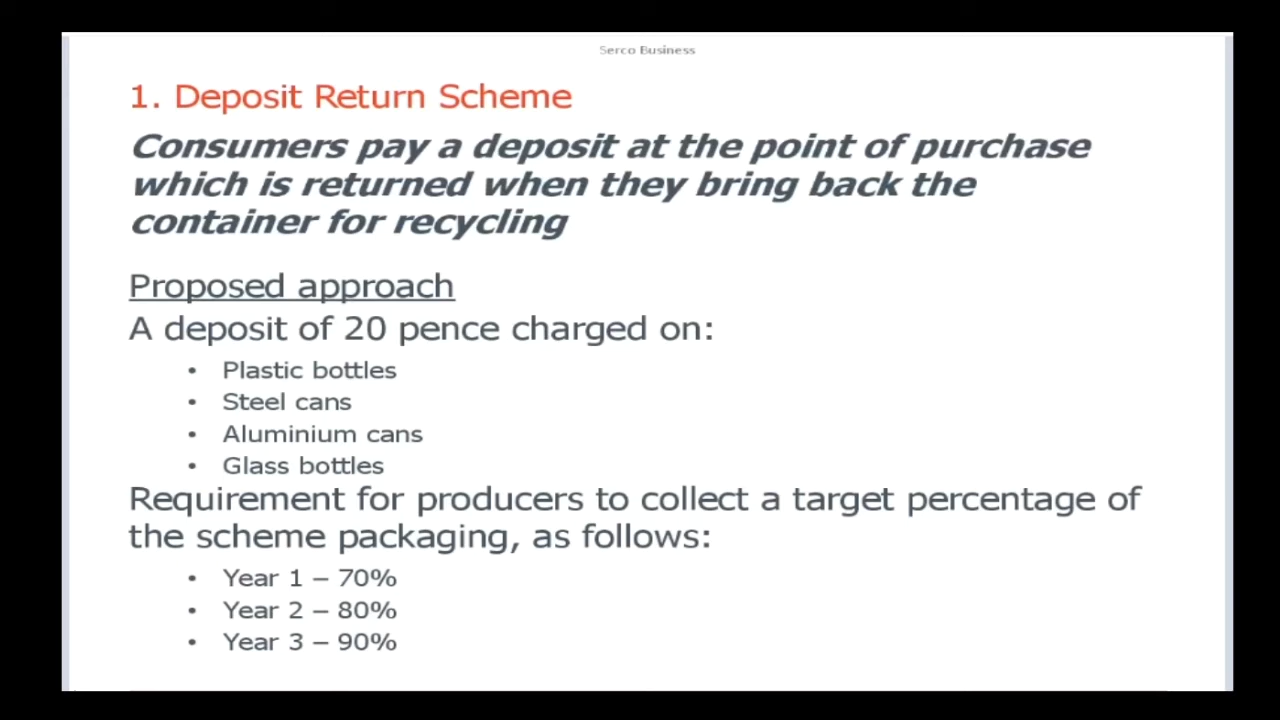 Serco Business
1. Deposit Return Scheme
Consumers pay a deposit at the point of purchase
which is returned when they bring back the
container for recycling
Proposed approach
A deposit of 20 pence charged on:
• Plastic bottles
• Steel cans
• Aluminium cans
• Glass bottles
Requirement for producers to collect a target percentage of
the scheme packaging, as follows:
• Year 1 – 70%
• Year 2 – 80%
• Year 3 – 90%